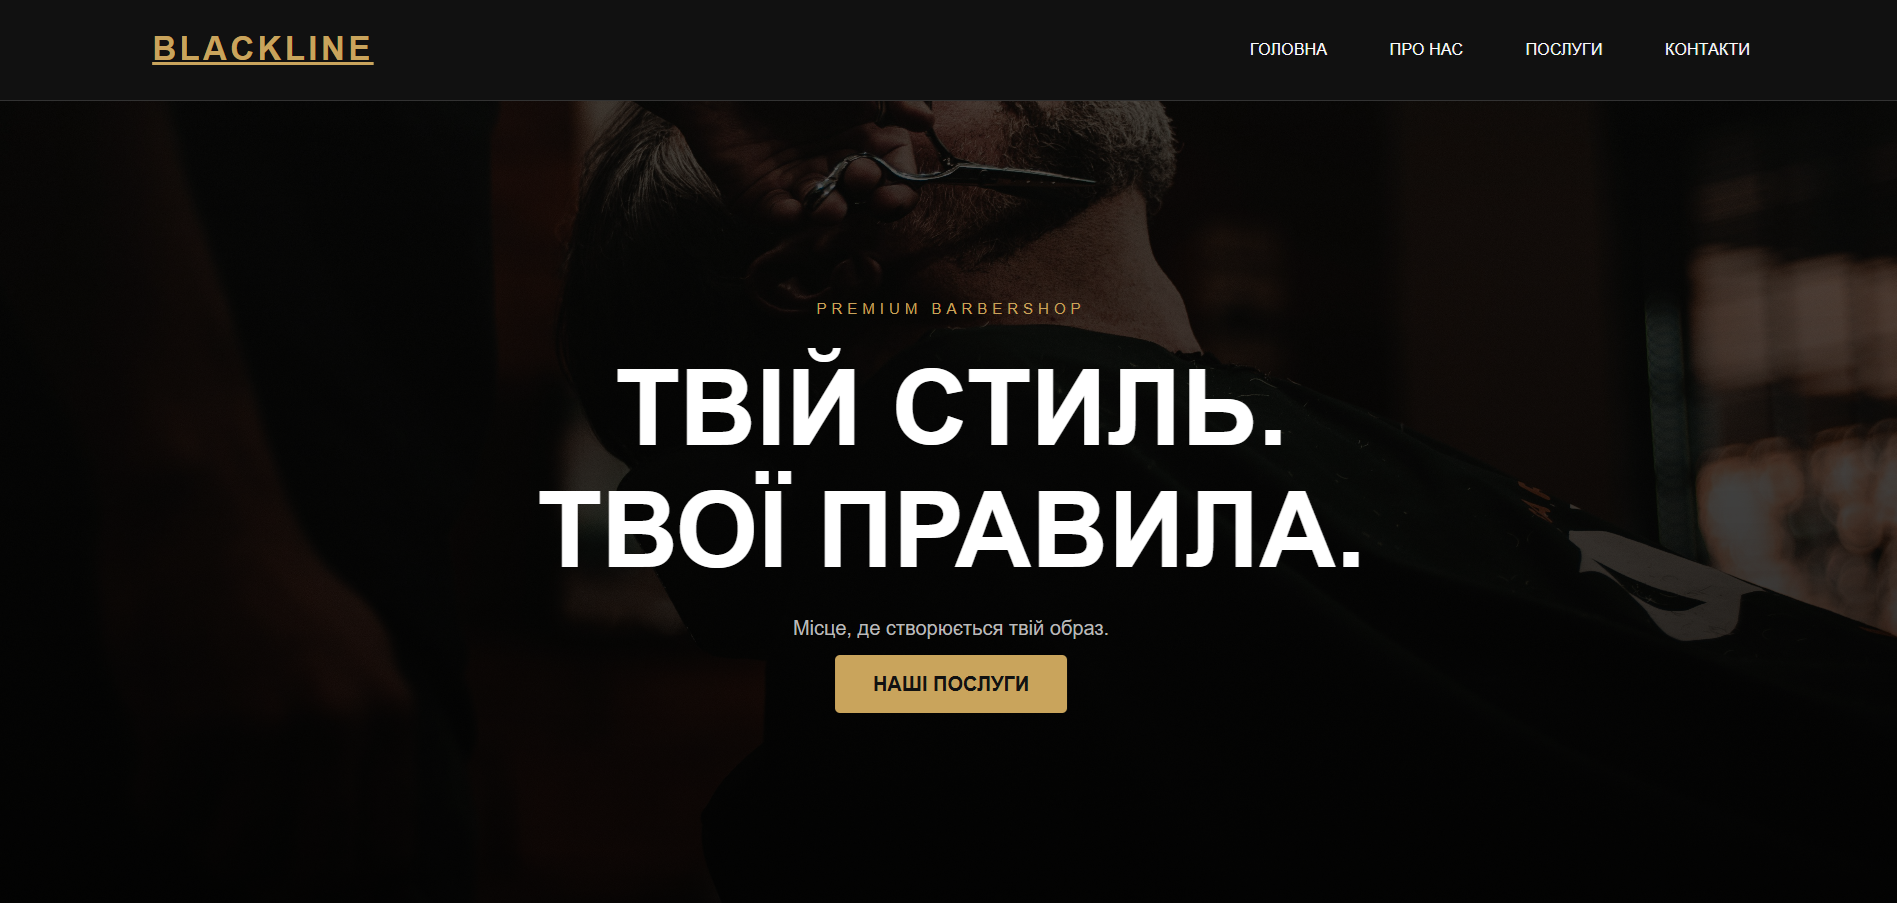 BLACKLINE
ГОЛОВНА ПРО НАС ПОСЛУГИ КОНТАКТИ
PREMIUM BARBERSHOP
ТВІЙ СТИЛЬ.
ТВОЇ ПРАВИЛА.
Місце, де створюється твій образ.
НАШІ ПОСЛУГИ